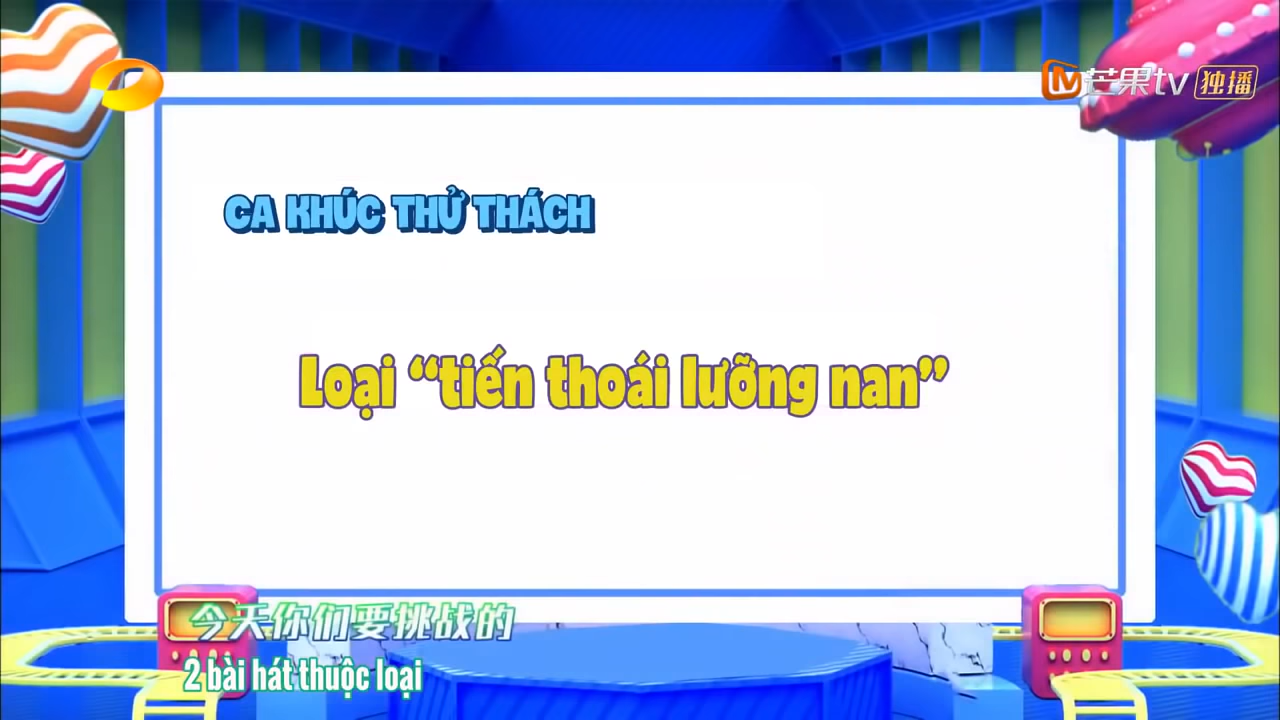 芒果tv 独播
CA KHÚC THỬ THÁCH
Loại “tiến thoái lưỡng nan”
今天你们要挑战的
2 bài hát thuộc loại